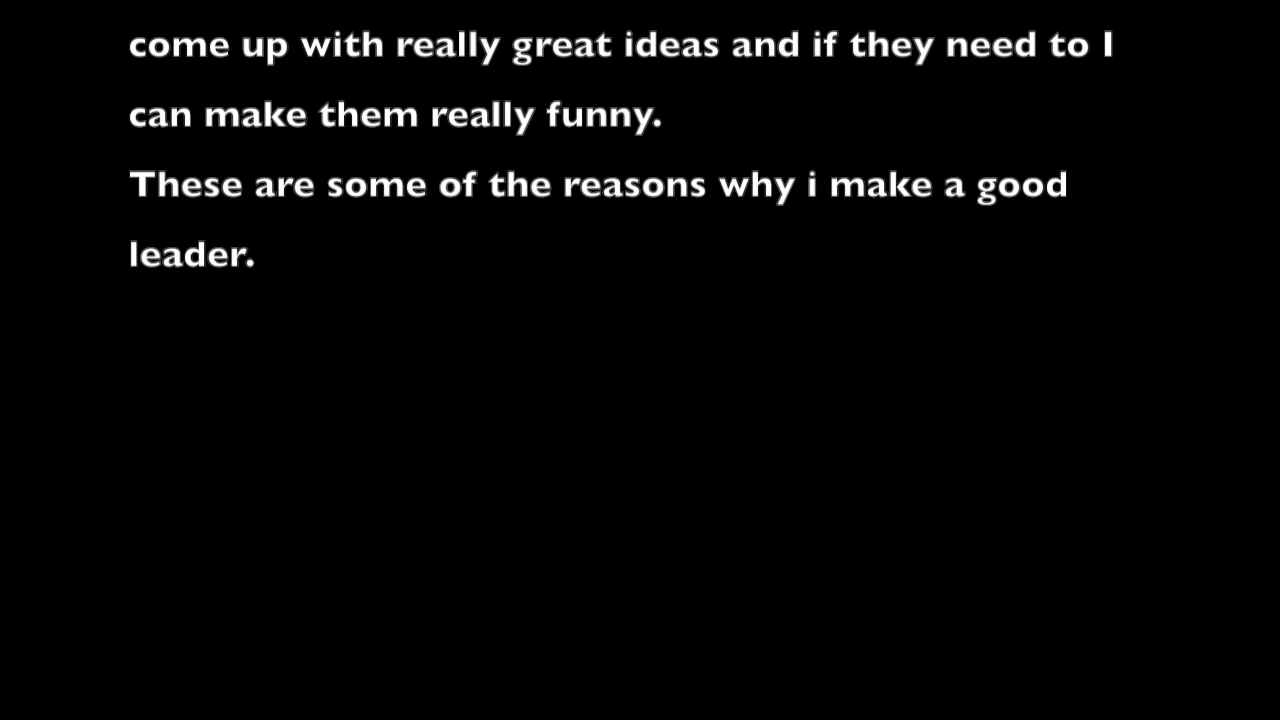 come up with really great ideas and if they need to I
can make them really funny.
These are some of the reasons why i make a good
leader.